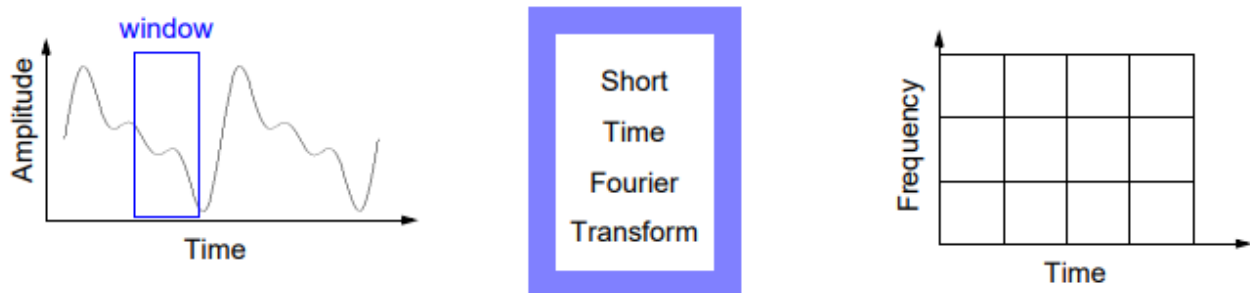 window
Amplitude
Time
Short
Time
Fourier
Transform
Frequency
Time